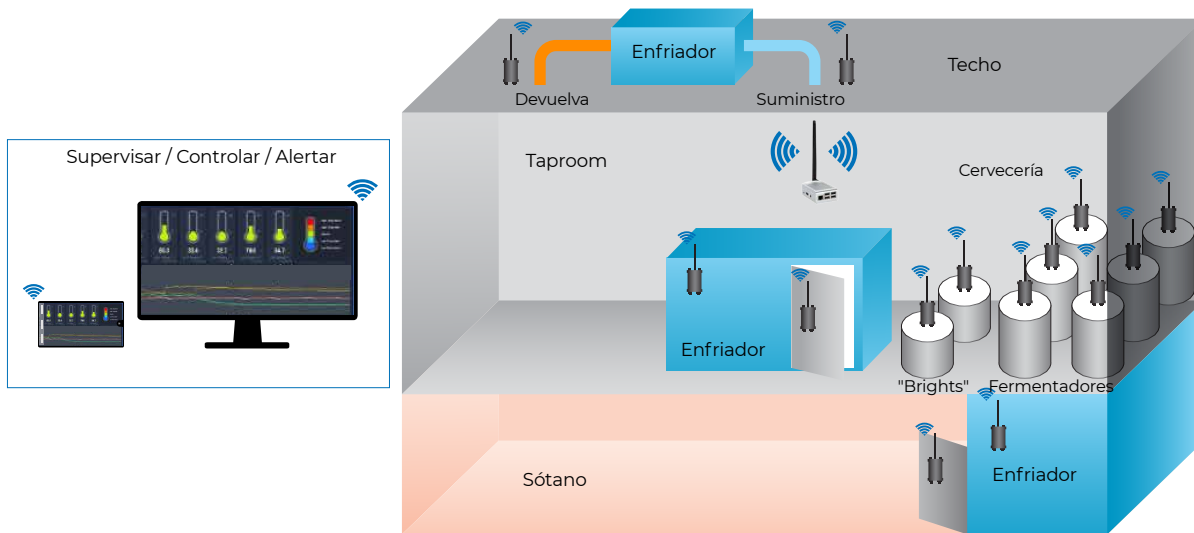 Supervisar / Controlar / Alertar
Enfriador
Techo
Devuelva
Suministro
Taproom
Cervecería
Enfriador
"Brights"
Fermentadores
Sótano
Enfriador